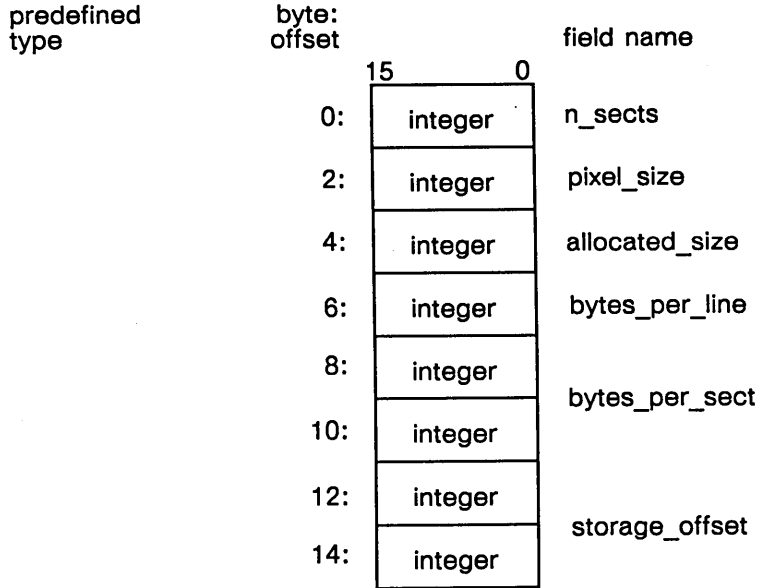 predefined type byte: offset field name
15 0
0: integer n_sects
2: integer pixel_size
4: integer allocated_size
6: integer bytes_per_line
8: integer
bytes_per_sect
10: integer
12: integer
storage_offset
14: integer